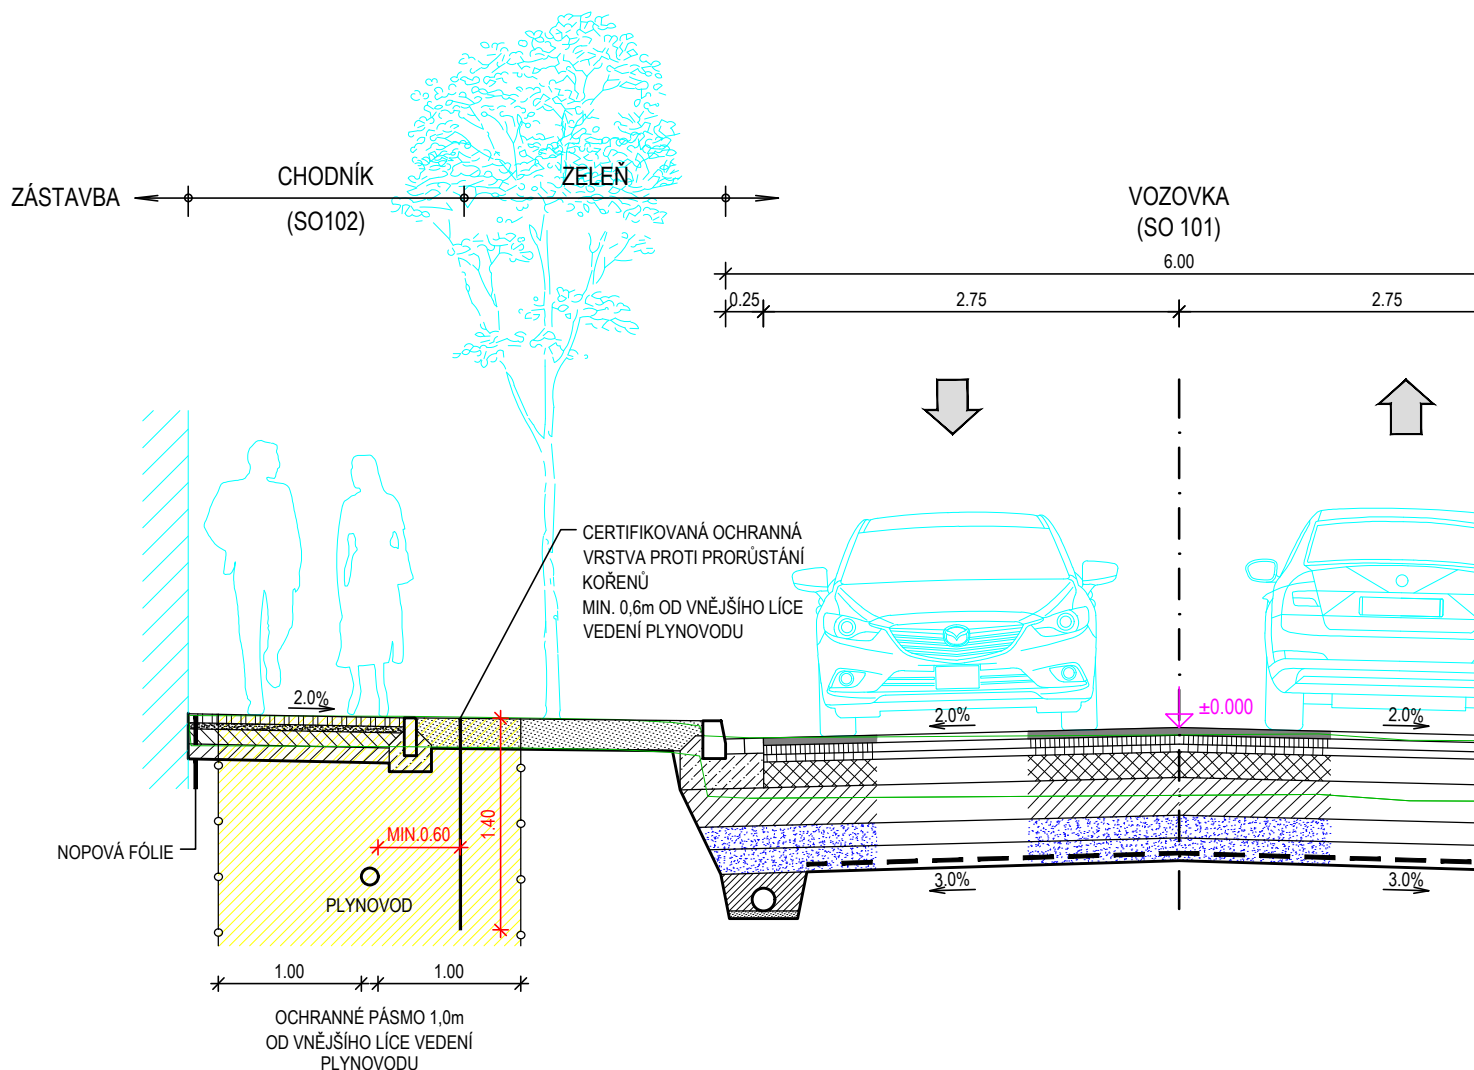 ZÁSTAVBA
CHODNÍK
(SO102)
ZELEŇ
VOZOVKA
(SO 101)
6.00
0.25
2.75
2.75
CERTIFIKOVANÁ OCHRANNÁ
VRSTVA PROTI PRORŮSTÁNÍ
KOŘENŮ
MIN. 0,6m OD VNĚJŠÍHO LÍCE
VEDENÍ PLYNOVODU
2.0%
2.0%
±0.000
2.0%
MIN.0.60
1.40
NOPOVÁ FÓLIE
PLYNOVOD
3.0%
3.0%
1.00
1.00
OCHRANNÉ PÁSMO 1,0m
OD VNĚJŠÍHO LÍCE VEDENÍ
PLYNOVODU